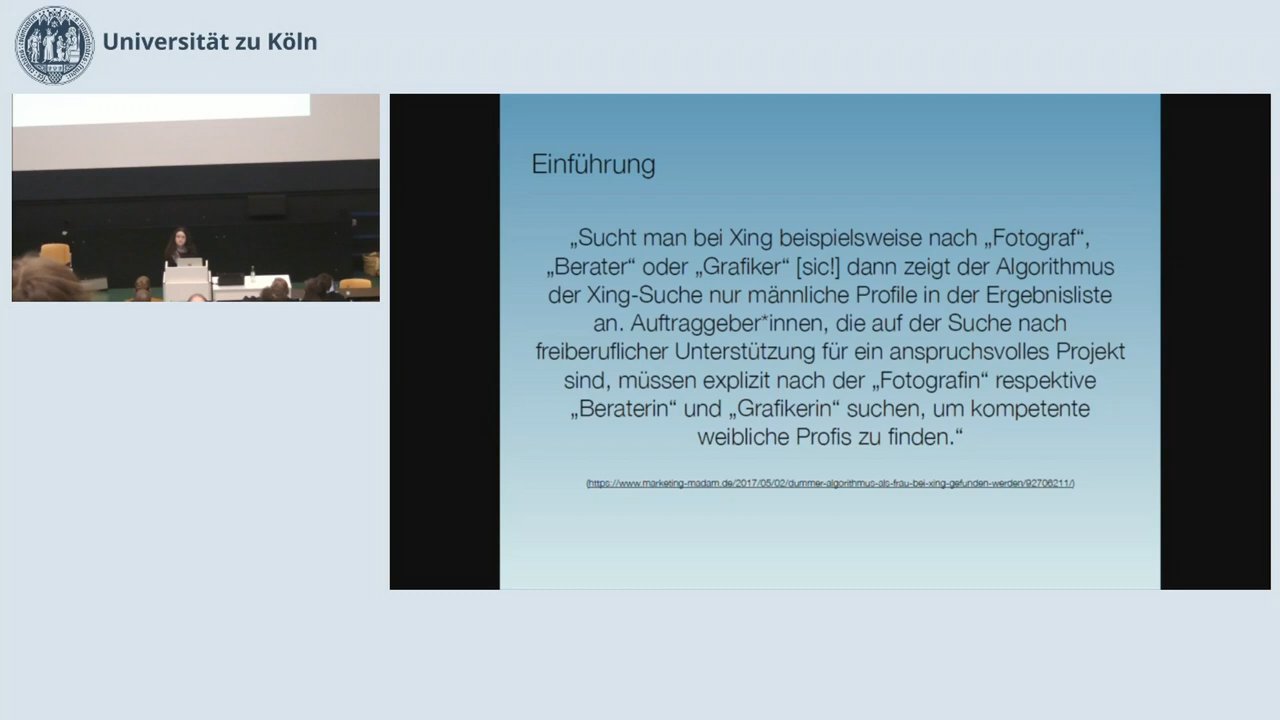 Universität zu Köln
Einführung
„Sucht man bei Xing beispielsweise nach „Fotograf“,
„Berater“ oder „Grafiker“ [sic!] dann zeigt der Algorithmus
der Xing-Suche nur männliche Profile in der Ergebnisliste
an. Auftraggeber*innen, die auf der Suche nach
freiberuflicher Unterstützung für ein anspruchsvolles Projekt
sind, müssen explizit nach der „Fotografin“ respektive
„Beraterin“ und „Grafikerin“ suchen, um kompetente
weibliche Profis zu finden.“
(https://www.marketing-madam.de/2017/05/02/dummer-algorithmus-als-frau-bei-xing-gefunden-werden/92706211/)